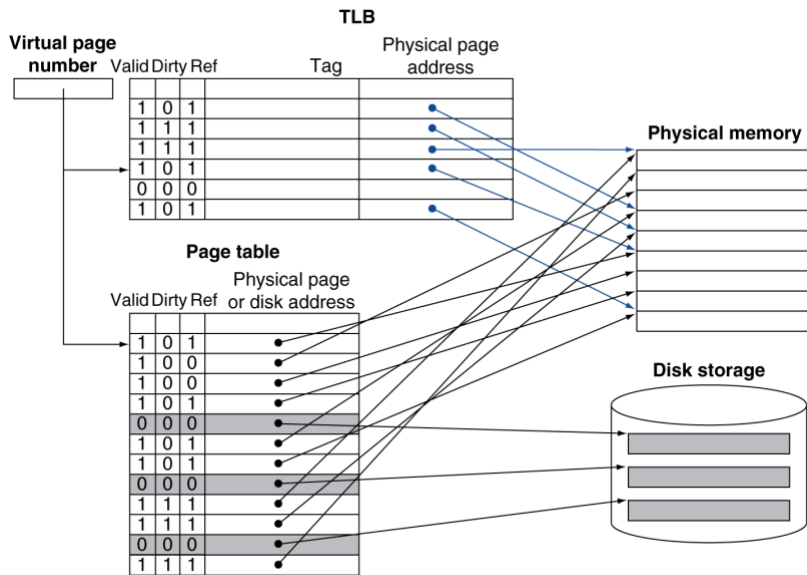 TLB
Virtual page
number
Valid Dirty Ref
Tag
Physical page
address
1 0 1
1 1 1
1 1 1
1 0 1
0 0 0
1 0 1
Physical memory
Page table
Physical page
or disk address
Valid Dirty Ref
1 0 1
1 0 0
1 0 0
1 0 1
0 0 0
1 0 1
1 0 1
0 0 0
1 1 1
1 1 1
0 0 0
1 1 1
Disk storage